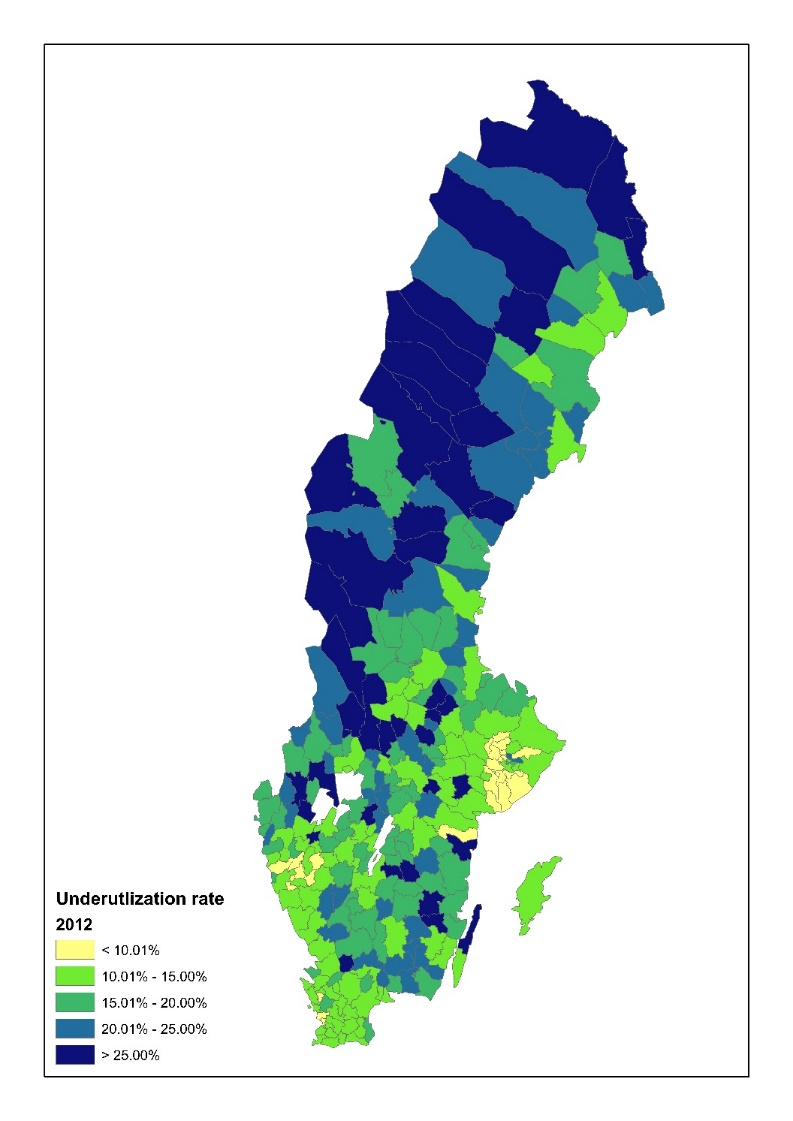 Underutlization rate
2012
< 10.01%
10.01% - 15.00%
15.01% - 20.00%
20.01% - 25.00%
> 25.00%